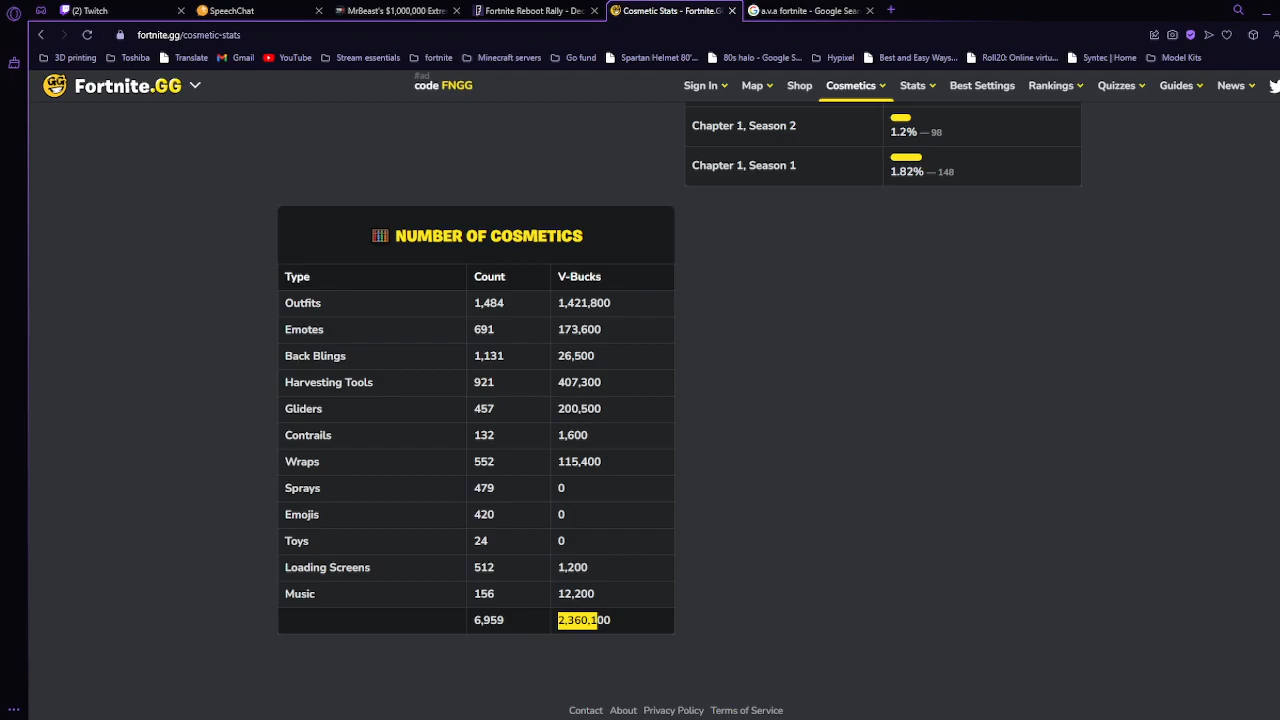 (2) Twitch
SpeechChat
MrBeast's $1,000,000 Extre
Fortnite Reboot Rally - Dec
Cosmetic Stats - Fortnite.G
a.v.a fortnite - Google Sear
fortnite.gg/cosmetic-stats
3D printing
Toshiba
Translate
Gmail
YouTube
Stream essentials
fortnite
Minecraft servers
Go fund
Spartan Helmet 80'...
80s halo - Google S...
Hypixel
Best and Easy Ways...
Roll20: Online virtu...
Syntec | Home
Model Kits
Fortnite.GG
#ad
code FNGG
Sign In
Map
Shop
Cosmetics
Stats
Best Settings
Rankings
Quizzes
Guides
News
Chapter 1, Season 2
1.2% — 98
Chapter 1, Season 1
1.82% — 148
NUMBER OF COSMETICS
Type Count V-Bucks
Outfits 1,484 1,421,800
Emotes 691 173,600
Back Blings 1,131 26,500
Harvesting Tools 921 407,300
Gliders 457 200,500
Contrails 132 1,600
Wraps 552 115,400
Sprays 479 0
Emojis 420 0
Toys 24 0
Loading Screens 512 1,200
Music 156 12,200
6,959 2,360,100
Contact About Privacy Policy Terms of Service